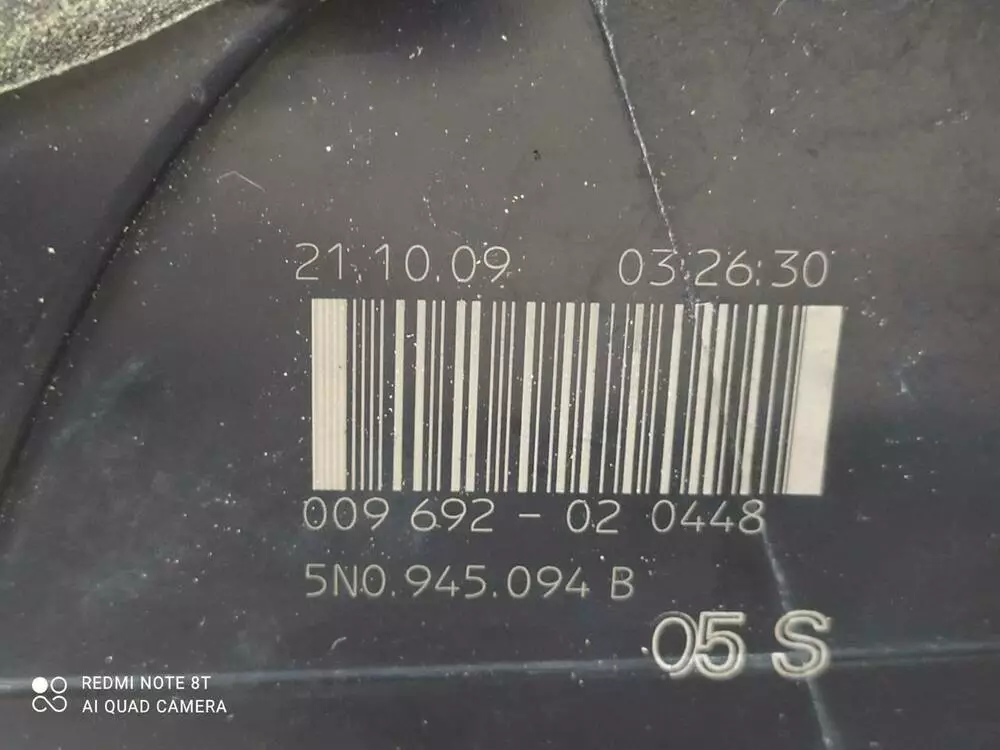 21.10.09 03:26:30
009 692 - 02 0448
5N0.945.094 B
05 S
REDMI NOTE 8T
AI QUAD CAMERA